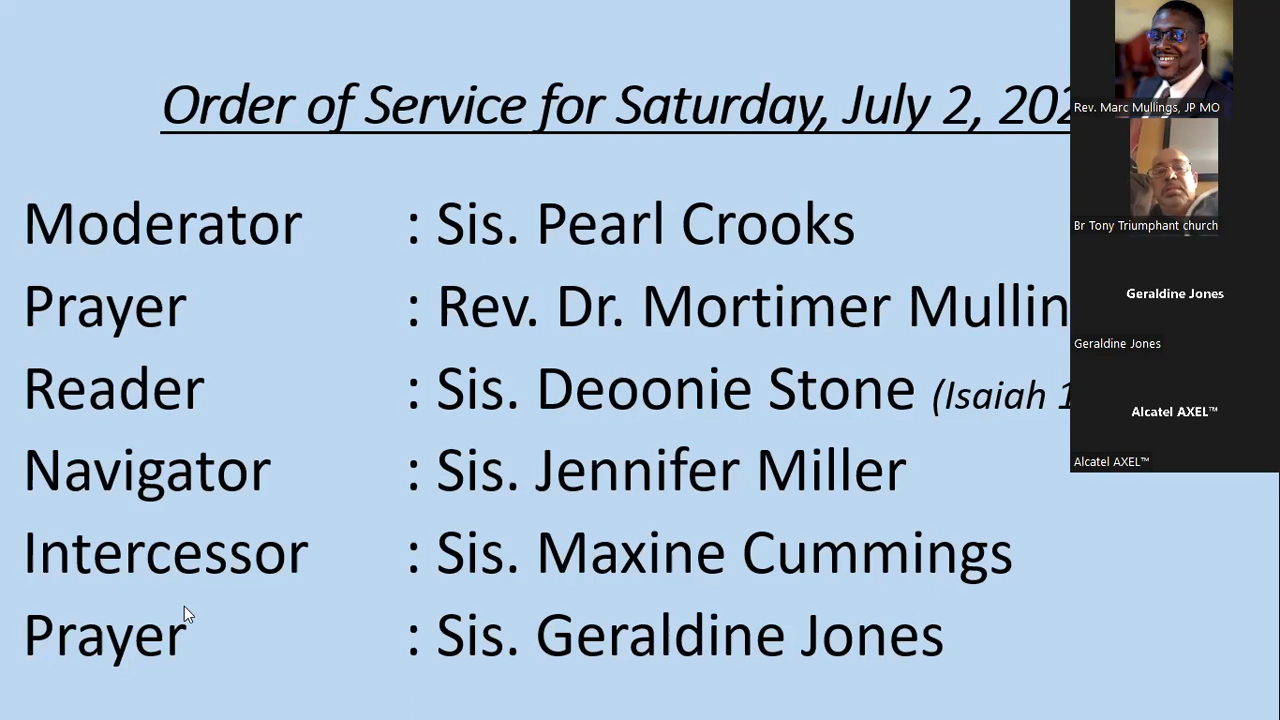 Order of Service for Saturday, July 2, 202
Moderator : Sis. Pearl Crooks
Prayer : Rev. Dr. Mortimer Mullin
Reader : Sis. Deoonie Stone (Isaiah 1
Navigator : Sis. Jennifer Miller
Intercessor : Sis. Maxine Cummings
Prayer : Sis. Geraldine Jones
Rev. Marc Mullings, JP MO
Br Tony Triumphant church
Geraldine Jones
Geraldine Jones
Alcatel AXEL™
Alcatel AXEL™